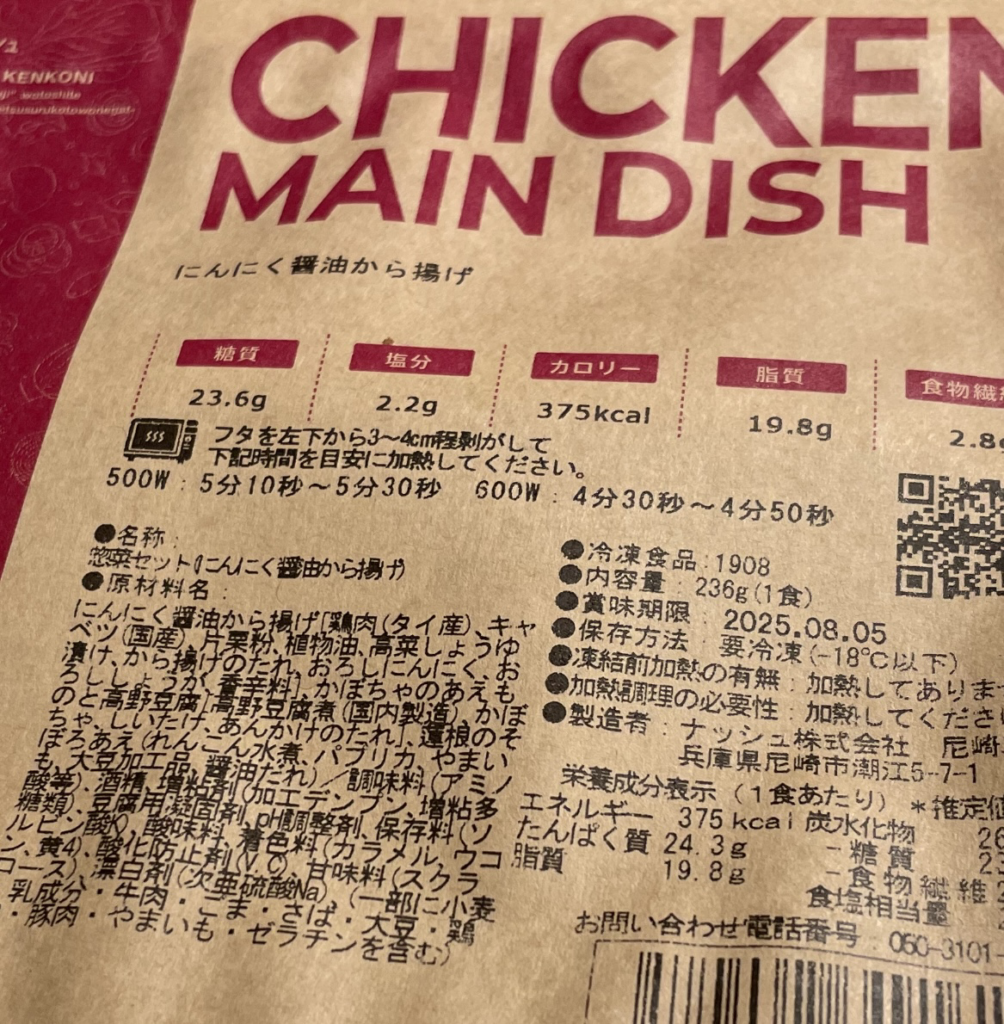 KENKONI
CHICKEN
MAIN DISH
にんにく醤油から揚げ
糖質
23.6g
塩分
2.2g
カロリー
375kcal
脂質
19.8g
食物繊
2.8
フタを左下から3〜4cm程剥がして
下記時間を目安に加熱してください。
500W：5分10秒〜5分30秒　600W：4分30秒〜4分50秒
●名称：
惣菜セット(にんにく醤油から揚げ)
●原材料名：
にんにく醤油から揚げ[鶏肉(タイ産)、キャ
ベツ(国産)、片栗粉、植物油、高菜しょうゆ
漬け、から揚げのたれ、おろしにんにく、お
ろししょうが、香辛料]、かぼちゃのあえも
の、高野豆腐[高野豆腐煮(国内製造)、かぼ
ちゃ、しいたけ、あんかけのたれ]、蓮根のそ
ぼろあえ(れんこん水煮、パプリカ、やまい
も、大豆加工品、醤油だれ)／調味料(アミノ
酸等)、酒精、増粘剤(加工デンプン、増粘多
糖類)、豆腐用凝固剤、pH調整剤、保存料(ソ
ルビン酸K)、酸味料、着色料(カラメル、ウコ
ン、黄4)、酸化防止剤(V.C)、甘味料(スクラ
ロース)、漂白剤(次亜硫酸Na)、(一部に小麦
・乳成分・牛肉・ごま・さば・大豆・鶏
・豚肉・やまいも・ゼラチンを含む)
●冷凍食品：1908
●内容量：236g(1食)
●賞味期限：2025.08.05
●保存方法：要冷凍(-18℃以下)
●凍結前加熱の有無：加熱してありま
●加熱調理の必要性：加熱してくださ
●製造者：ナッシュ株式会社　尼崎
兵庫県尼崎市潮江5-7-1
栄養成分表示(1食あたり)＊推定値
エネルギー　375kcal　炭水化物
たんぱく質　24.3g　－糖質
脂質　19.8g　－食物繊維
食塩相当量
お問い合わせ電話番号：050-3101-